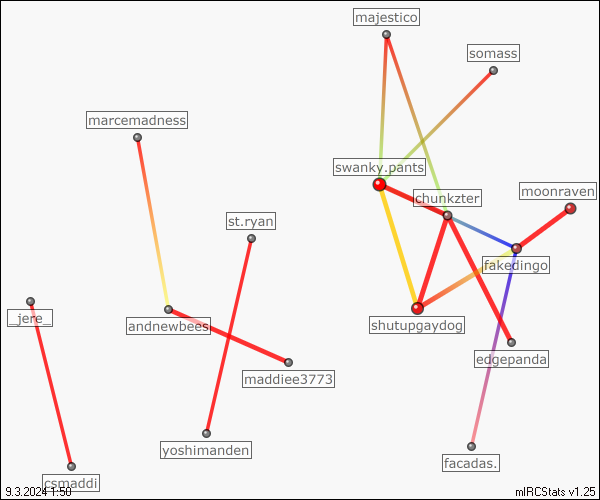 majestico
somass
marcemadness
swanky.pants
moonraven
chunkzter
st.ryan
fakedingo
_jere_
andnewbees
shutupgaydog
edgepanda
maddiee3773
yoshimanden
facadas.
csmaddi
9.3.2024 1:50
mIRCStats v1.25